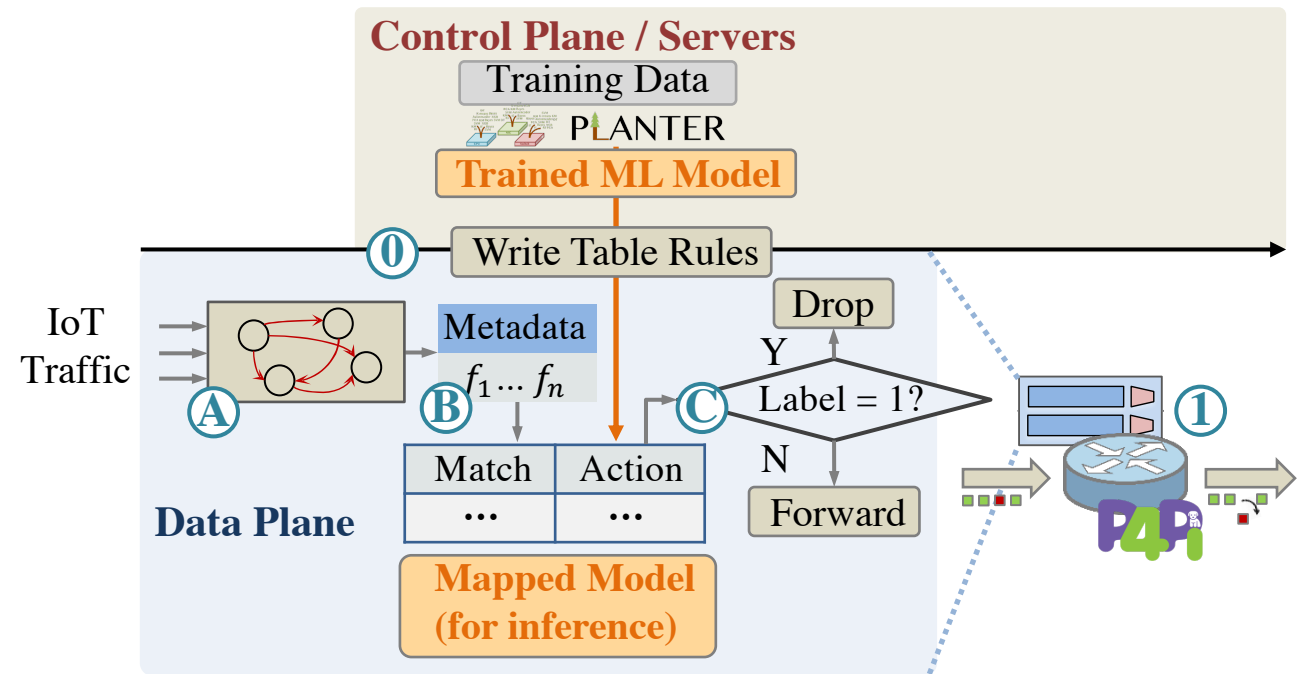 Control Plane / Servers
Training Data
PLANTER
Trained ML Model
0
Write Table Rules
IoT
Traffic
A
Metadata
f₁ ... fₙ
B
Drop
Y
C
Label = 1?
N
Forward
Match
Action
...
...
Data Plane
Mapped Model
(for inference)
1
P4Pi